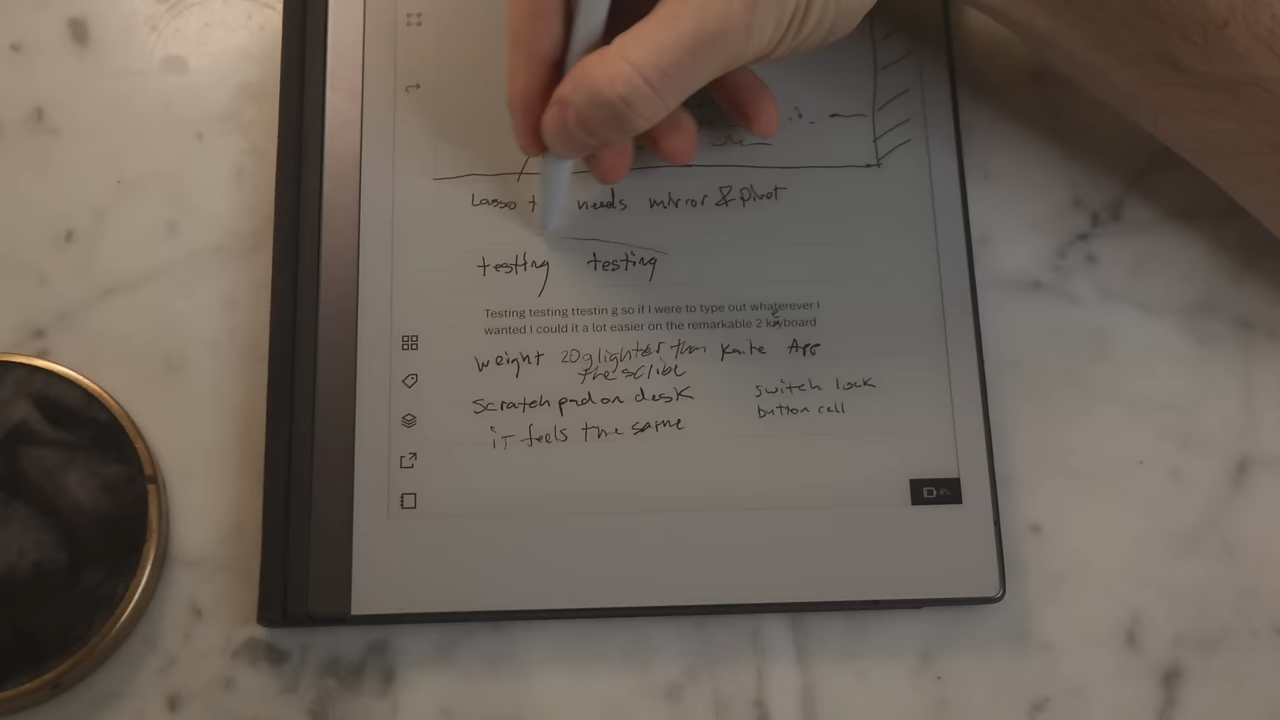 Lasso t needs mirror & pivot
testing testing
Testing testing ttestin g so if I were to type out whaterever I
wanted I could it a lot easier on the remarkable 2 keyboard
weight 20g lighter than
the scribe
scratch pad on desk
switch lock
it feels the same
button cell